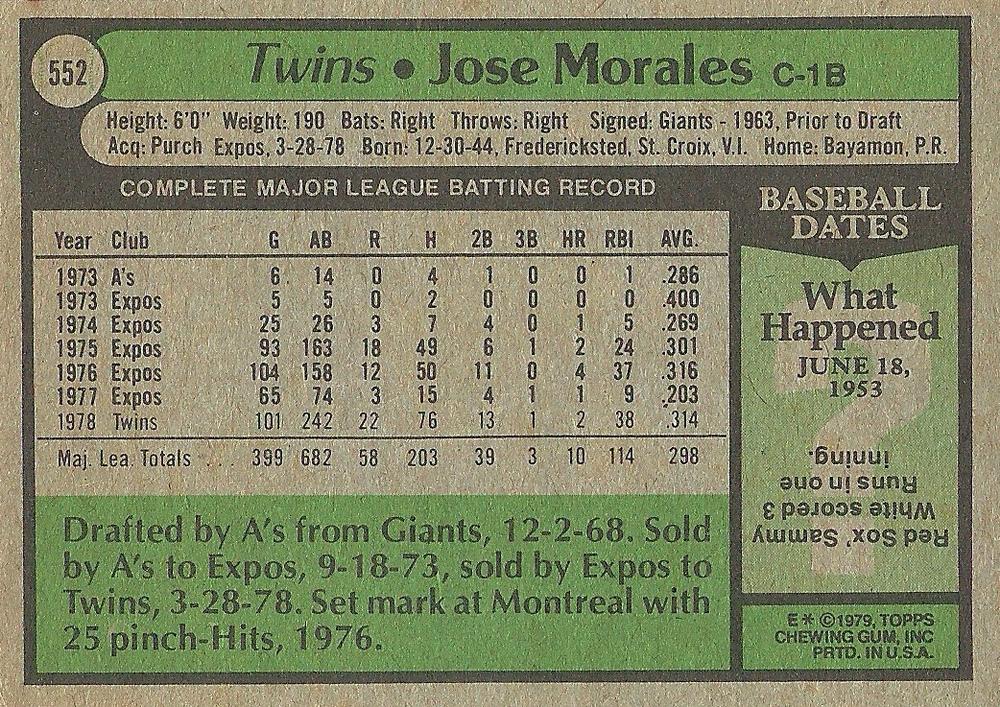 552
Twins • Jose Morales C-1B
Height: 6'0" Weight: 190 Bats: Right Throws: Right Signed: Giants - 1963, Prior to Draft
Acq: Purch Expos, 3-28-78 Born: 12-30-44, Fredericksted, St. Croix, V.I. Home: Bayamon, P.R.
COMPLETE MAJOR LEAGUE BATTING RECORD
Year Club G AB R H 2B 3B HR RBI AVG.
1973 A's 6 14 0 4 1 0 0 1 .286
1973 Expos 5 5 0 2 0 0 0 0 .400
1974 Expos 25 26 3 7 4 0 1 5 .269
1975 Expos 93 163 18 49 6 1 2 24 .301
1976 Expos 104 158 12 50 11 0 4 37 .316
1977 Expos 65 74 3 15 4 1 1 9 .203
1978 Twins 101 242 22 76 13 1 2 38 .314
Maj. Lea. Totals ... 399 682 58 203 39 3 10 114 298
Drafted by A's from Giants, 12-2-68. Sold
by A's to Expos, 9-18-73, sold by Expos to
Twins, 3-28-78. Set mark at Montreal with
25 pinch-Hits, 1976.
BASEBALL
DATES
What
Happened
JUNE 18,
1953
?
Red Sox' Sammy
White scored 3
Runs in one
inning.
E* ©1979, TOPPS
CHEWING GUM, INC
PRTD. IN U.S.A.